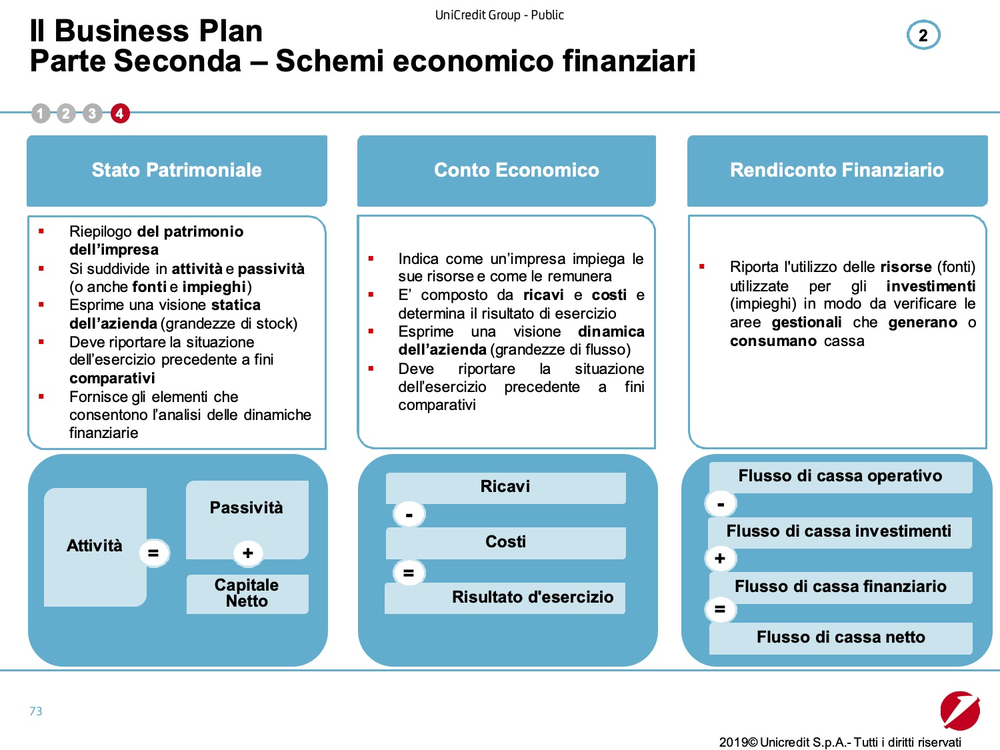 UniCredit Group - Public
Il Business Plan
Parte Seconda – Schemi economico finanziari
2
1 2 3 4
Stato Patrimoniale
▪ Riepilogo del patrimonio
dell’impresa
▪ Si suddivide in attività e passività
(o anche fonti e impieghi)
▪ Esprime una visione statica
dell’azienda (grandezze di stock)
▪ Deve riportare la situazione
dell’esercizio precedente a fini
comparativi
▪ Fornisce gli elementi che
consentono l’analisi delle dinamiche
finanziarie
Attività
=
Passività
+
Capitale
Netto
Conto Economico
▪ Indica come un’impresa impiega le
sue risorse e come le remunera
▪ E’ composto da ricavi e costi e
determina il risultato di esercizio
▪ Esprime una visione dinamica
dell’azienda (grandezze di flusso)
▪ Deve riportare la situazione
dell’esercizio precedente a fini
comparativi
Ricavi
-
Costi
=
Risultato d'esercizio
Rendiconto Finanziario
▪ Riporta l'utilizzo delle risorse (fonti)
utilizzate per gli investimenti
(impieghi) in modo da verificare le
aree gestionali che generano o
consumano cassa
Flusso di cassa operativo
-
Flusso di cassa investimenti
+
Flusso di cassa finanziario
=
Flusso di cassa netto
73
2019© Unicredit S.p.A.- Tutti i diritti riservati